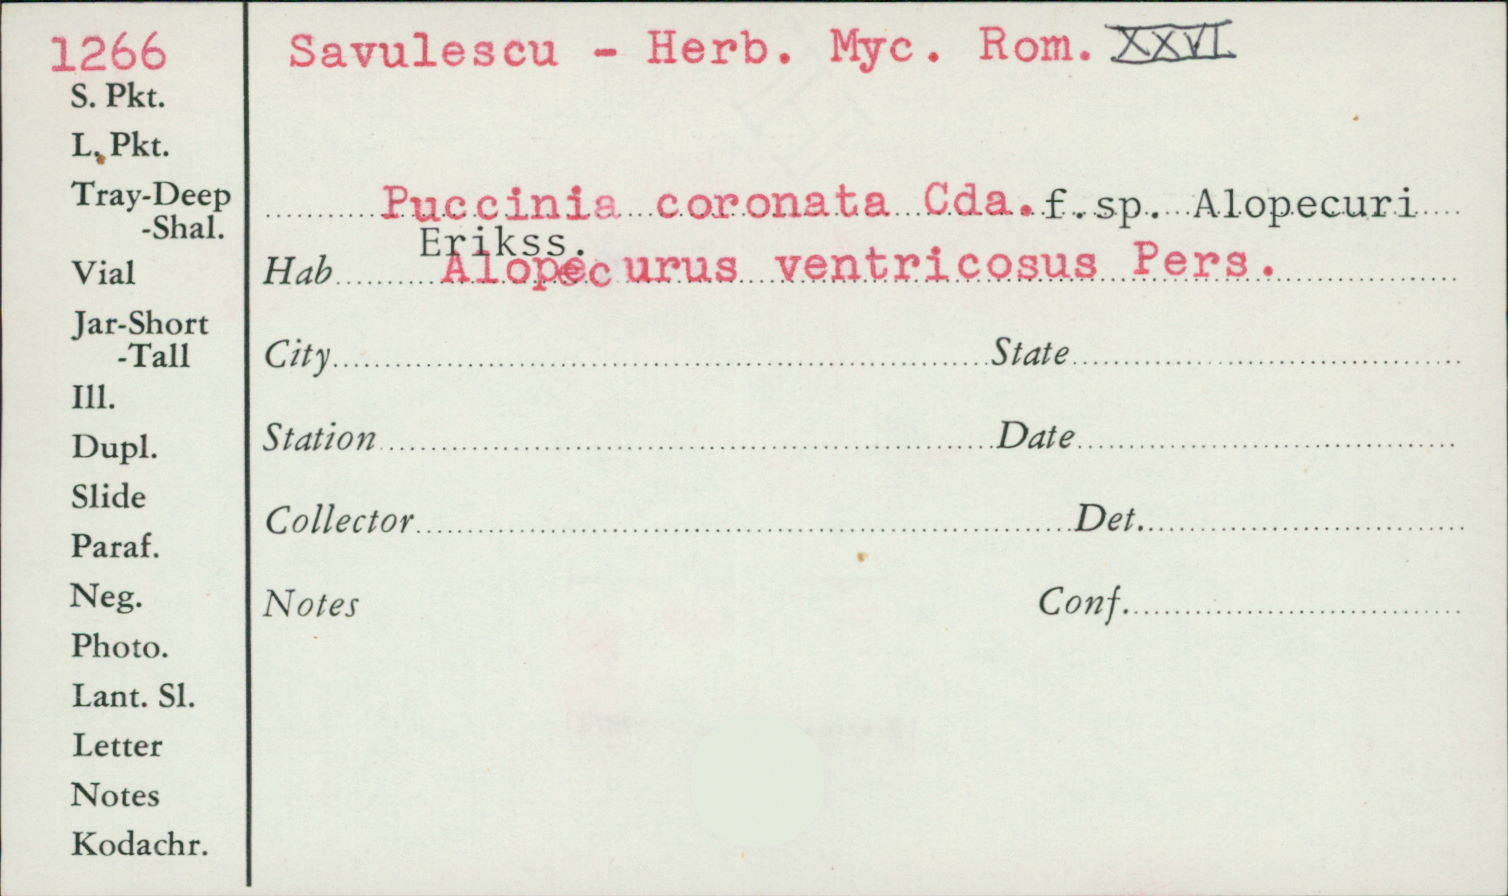 1266
S. Pkt.
L. Pkt.
Tray-Deep
-Shal.
Vial
Jar-Short
-Tall
Ill.
Dupl.
Slide
Paraf.
Neg.
Photo.
Lant. Sl.
Letter
Notes
Kodachr.
Savulescu - Herb. Myc. Rom. XXVI
Puccinia coronata Cda. f.sp. Alopecuri
Erikss.
Hab Alopecurus ventricosus Pers.
City State
Station Date
Collector Det.
Notes Conf.